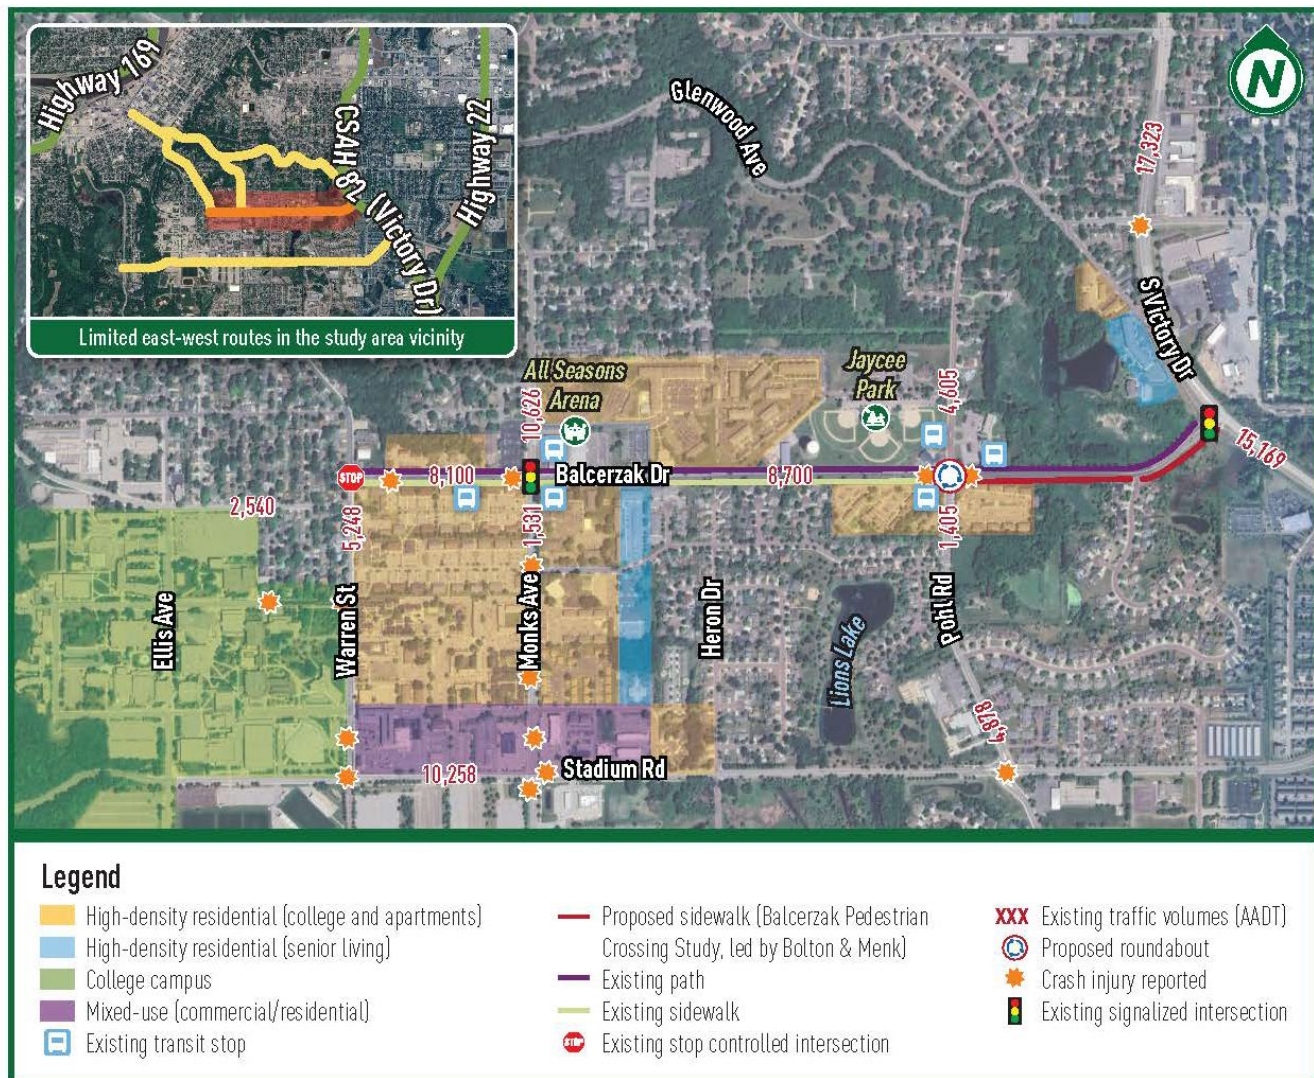 Highway 169
CSAH 82 (Victory Dr)
Highway 22
Limited east-west routes in the study area vicinity
N
Glenwood Ave
17,323
S Victory Dr
All Seasons
Arena
Jaycee
Park
10,626
4,605
15,169
STOP
8,100
Balcerzak Dr
8,700
2,540
5,248
1,531
1,405
Ellis Ave
Warren St
Monks Ave
Heron Dr
Lions Lake
Pohl Rd
4,878
10,258
Stadium Rd
Legend
High-density residential (college and apartments)
High-density residential (senior living)
College campus
Mixed-use (commercial/residential)
Existing transit stop
Proposed sidewalk (Balcerzak Pedestrian
Crossing Study, led by Bolton & Menk)
Existing path
Existing sidewalk
STOP Existing stop controlled intersection
XXX Existing traffic volumes (AADT)
Proposed roundabout
Crash injury reported
Existing signalized intersection